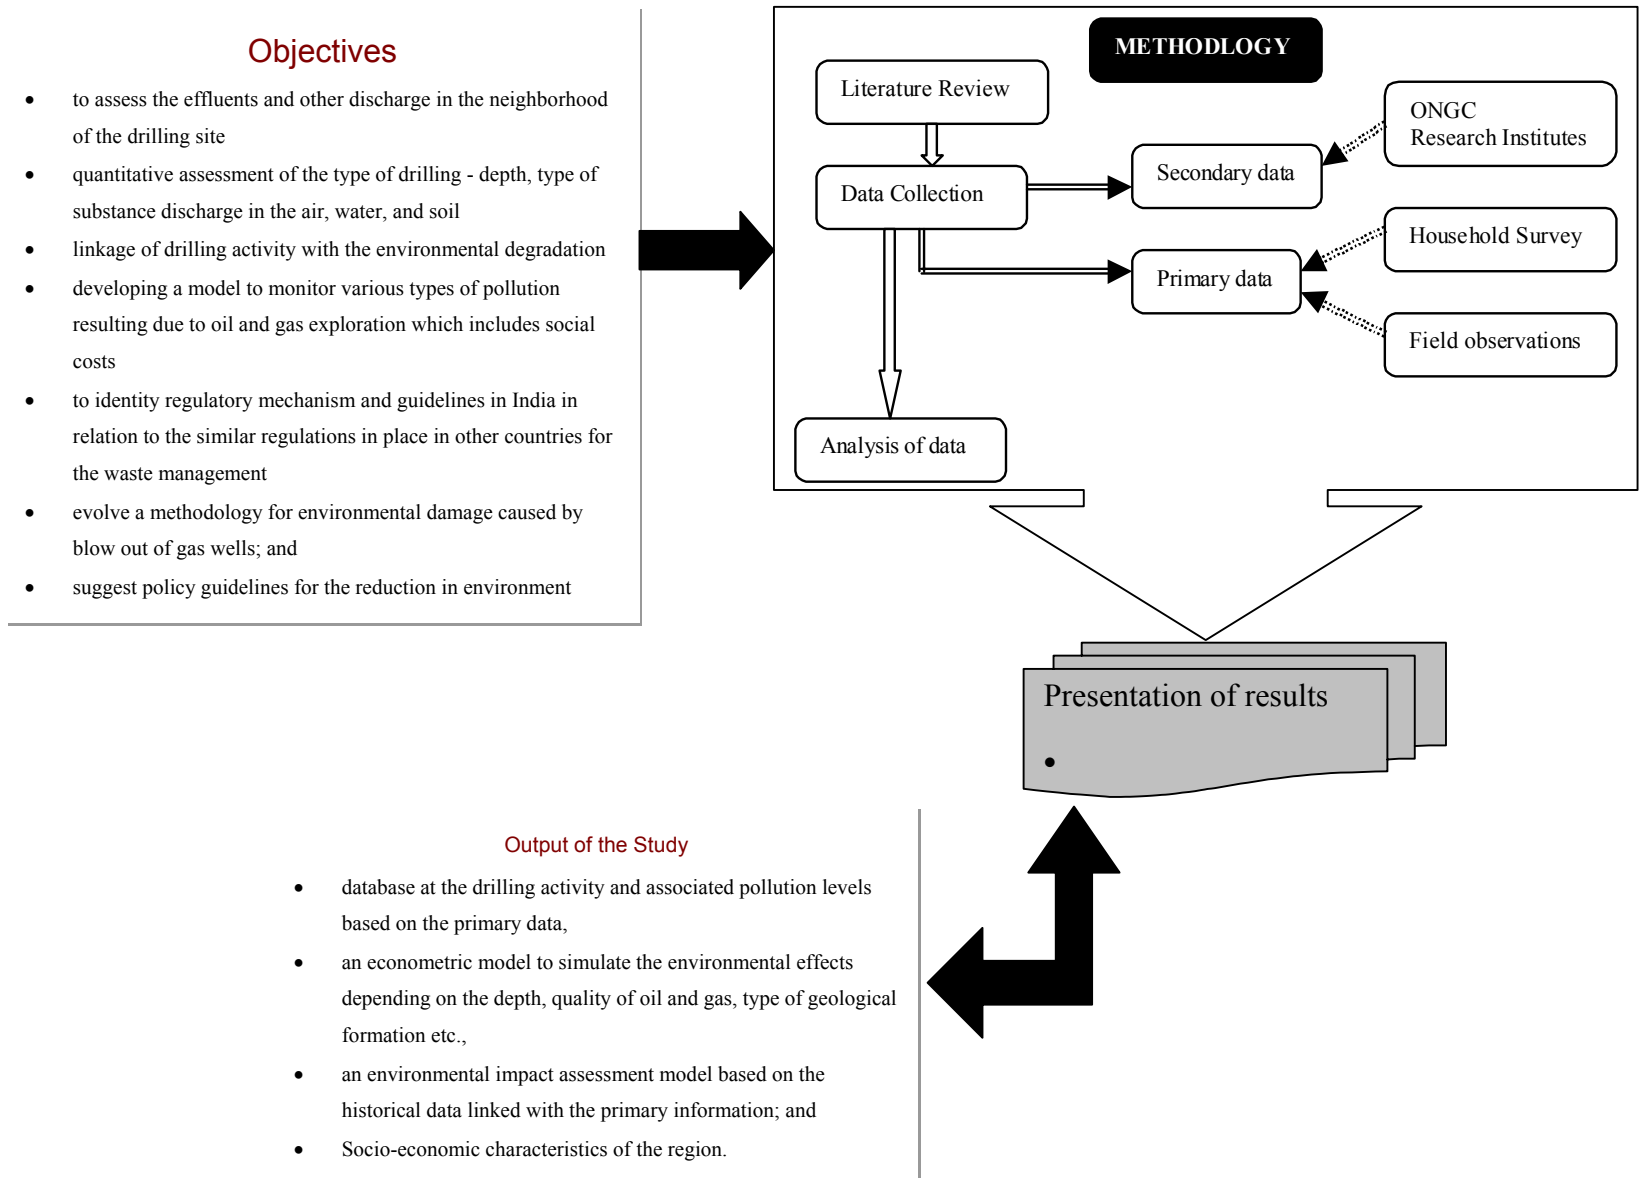 Objectives
• to assess the effluents and other discharge in the neighborhood
of the drilling site
• quantitative assessment of the type of drilling - depth, type of
substance discharge in the air, water, and soil
• linkage of drilling activity with the environmental degradation
• developing a model to monitor various types of pollution
resulting due to oil and gas exploration which includes social
costs
• to identity regulatory mechanism and guidelines in India in
relation to the similar regulations in place in other countries for
the waste management
• evolve a methodology for environmental damage caused by
blow out of gas wells; and
• suggest policy guidelines for the reduction in environment
METHODLOGY
Literature Review
Data Collection
Analysis of data
Secondary data
Primary data
ONGC
Research Institutes
Household Survey
Field observations
Presentation of results
•
Output of the Study
• database at the drilling activity and associated pollution levels
based on the primary data,
• an econometric model to simulate the environmental effects
depending on the depth, quality of oil and gas, type of geological
formation etc.,
• an environmental impact assessment model based on the
historical data linked with the primary information; and
• Socio-economic characteristics of the region.